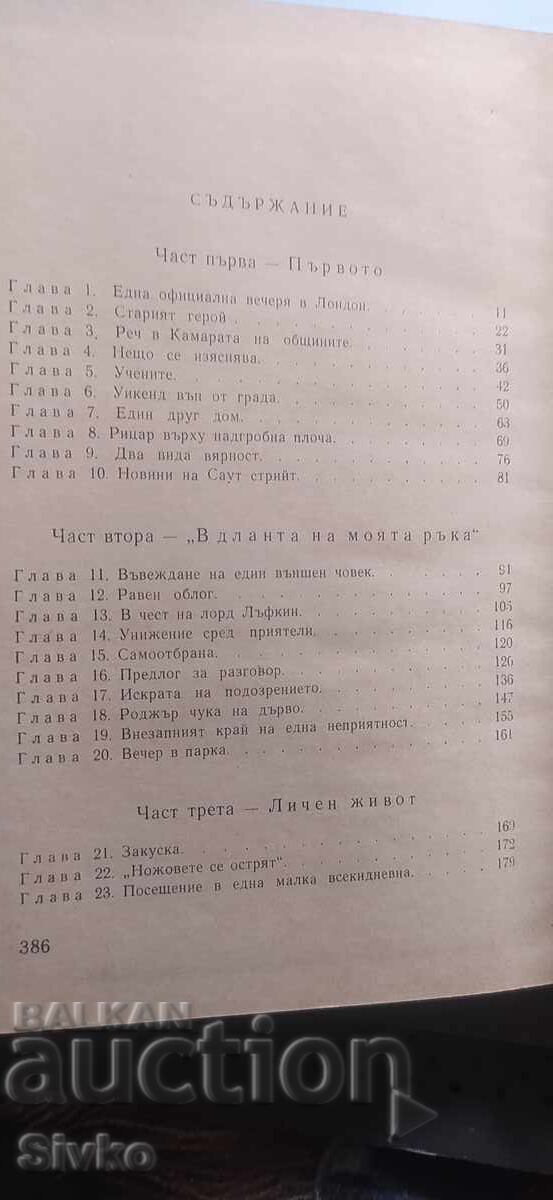 СЪДЪРЖАНИЕ
Част първа — Първото
Глава 1. Една официална вечеря в Лондон. 11
Глава 2. Старият герой 22
Глава 3. Реч в Камарата на общините. 31
Глава 4. Нещо се изяснява. 36
Глава 5. Учените. 42
Глава 6. Уикенд вън от града. 50
Глава 7. Един друг дом. 63
Глава 8. Рицар върху надгробна плоча. 69
Глава 9. Два вида вярност. 76
Глава 10. Новини на Саут стрийт. 81
Част втора — „В дланта на моята ръка“
Глава 11. Въвеждане на един външен човек. 91
Глава 12. Равен облог. 97
Глава 13. В чест на лорд Лъфкин. 105
Глава 14. Унижение сред приятели. 116
Глава 15. Самоотбрана. 120
Глава 16. Предлог за разговор. 126
Глава 17. Искрата на подозрението. 136
Глава 18. Роджър чука на дърво. 147
Глава 19. Внезапният край на една неприятност. 155
Глава 20. Вечер в парка. 161
Част трета — Личен живот
Глава 21. Закуска. 169
Глава 22. „Ножовете се острят“. 172
Глава 23. Посещение в една малка всекидневна. 179
386
BALKAN
auction
Sivko